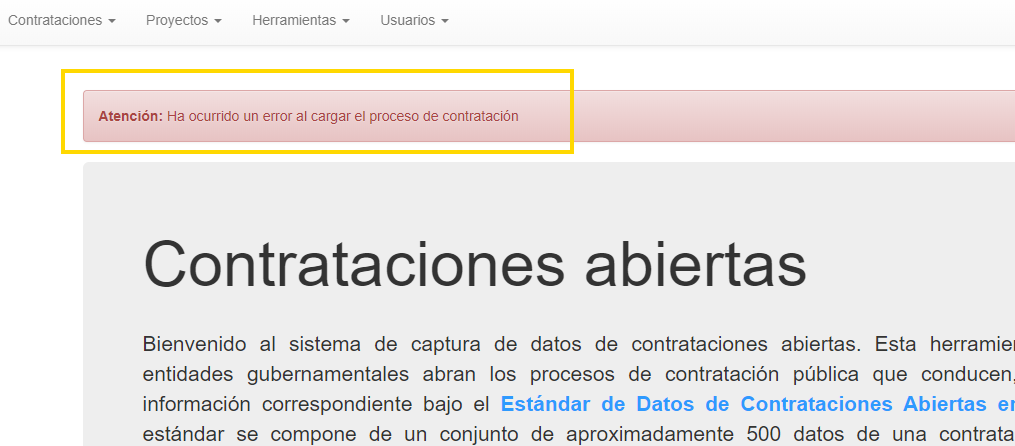 Contrataciones Proyectos Herramientas Usuarios
Atención: Ha ocurrido un error al cargar el proceso de contratación
Contrataciones abiertas
Bienvenido al sistema de captura de datos de contrataciones abiertas. Esta
entidades gubernamentales abran los procesos de contratación pública que conducen,
información correspondiente bajo el Estándar de Datos de Contrataciones Abiertas
estándar se compone de un conjunto de aproximadamente 500 datos de una